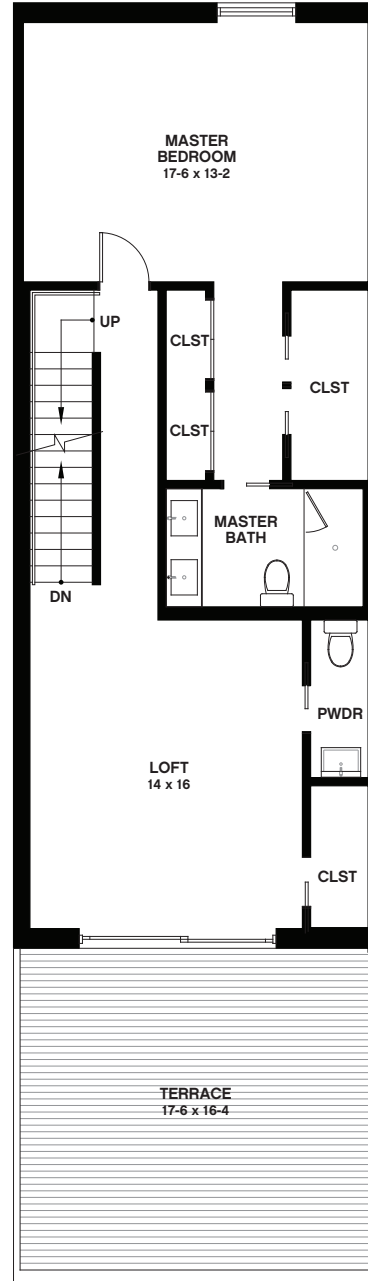 MASTER
BEDROOM
17-6 x 13-2
UP
CLST
CLST
CLST
MASTER
BATH
DN
PWDR
LOFT
14 x 16
CLST
TERRACE
17-6 x 16-4